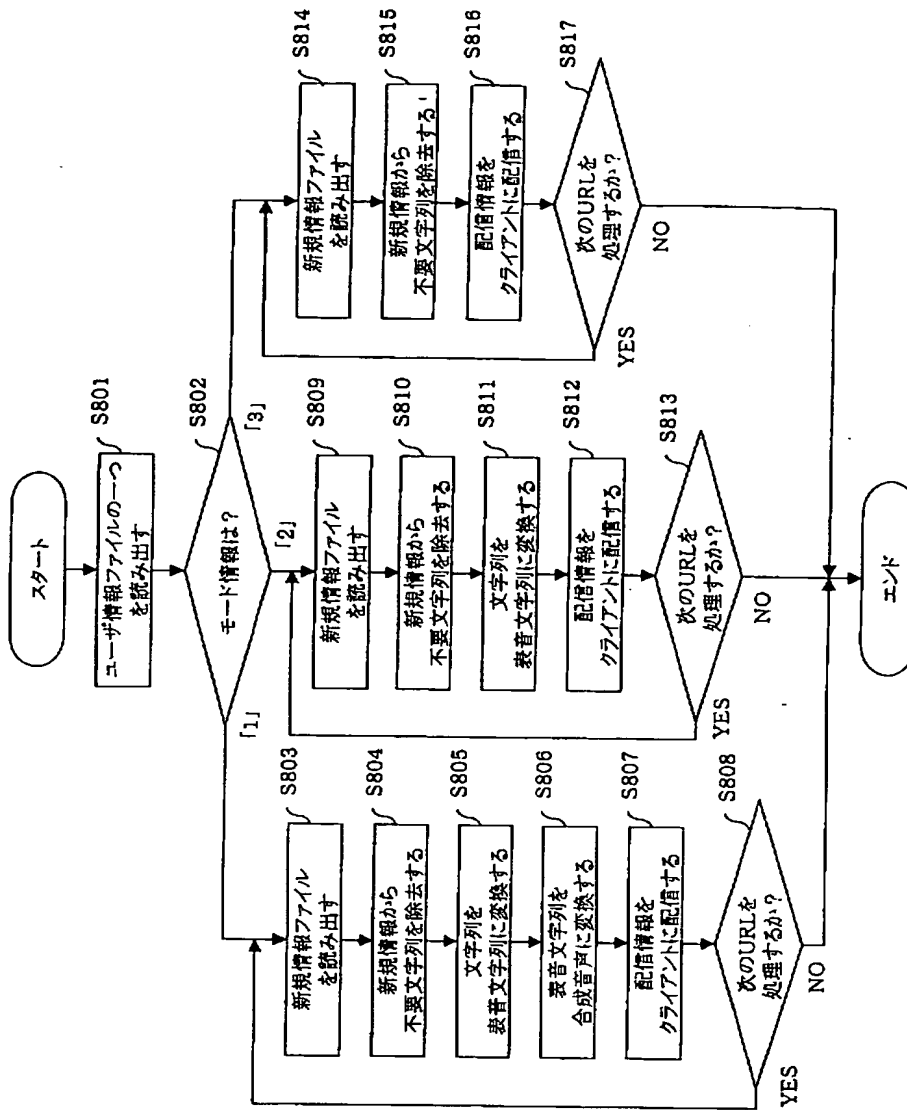 スタート
S801
ユーザ情報ファイルの一つ
を読み出す
S802
モード情報は?
「1」
「2」
「3」
S803
新規情報ファイル
を読み出す
S804
新規情報から
不要文字列を除去する
S805
文字列を
表音文字列に変換する
S806
表音文字列を
合成音声に変換する
S807
配信情報を
クライアントに配信する
S808
次のURLを
処理するか?
YES
NO
S809
新規情報ファイル
を読み出す
S810
新規情報から
不要文字列を除去する
S811
文字列を
表音文字列に変換する
S812
配信情報を
クライアントに配信する
S813
次のURLを
処理するか?
YES
NO
S814
新規情報ファイル
を読み出す
S815
新規情報から
不要文字列を除去する
S816
配信情報を
クライアントに配信する
S817
次のURLを
処理するか?
YES
NO
エンド